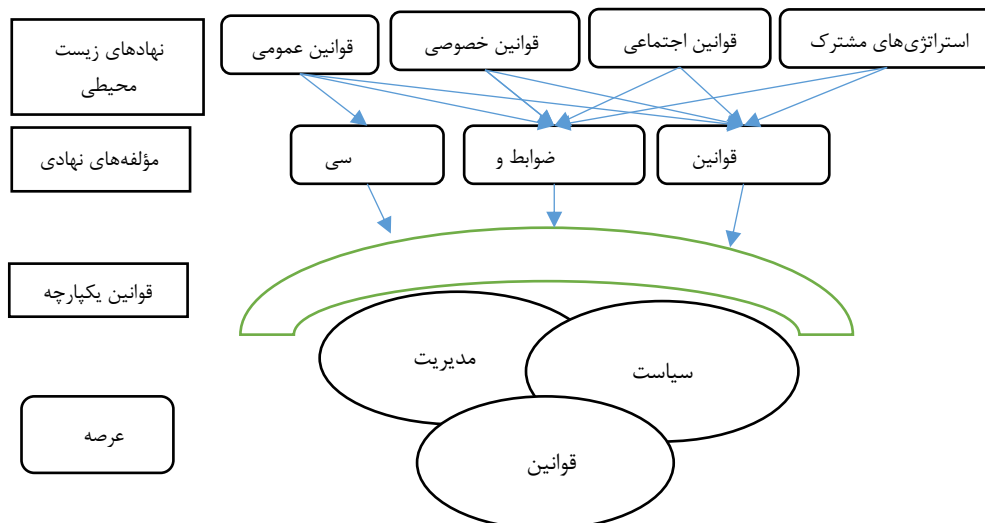 استراتژی‌های مشترک
قوانین اجتماعی
قوانین خصوصی
قوانین عمومی
نهادهای زیست
محیطی
قوانین
ضوابط و
سی
مؤلفه‌های نهادی
قوانین یکپارچه
مدیریت
سیاست
قوانین
عرصه